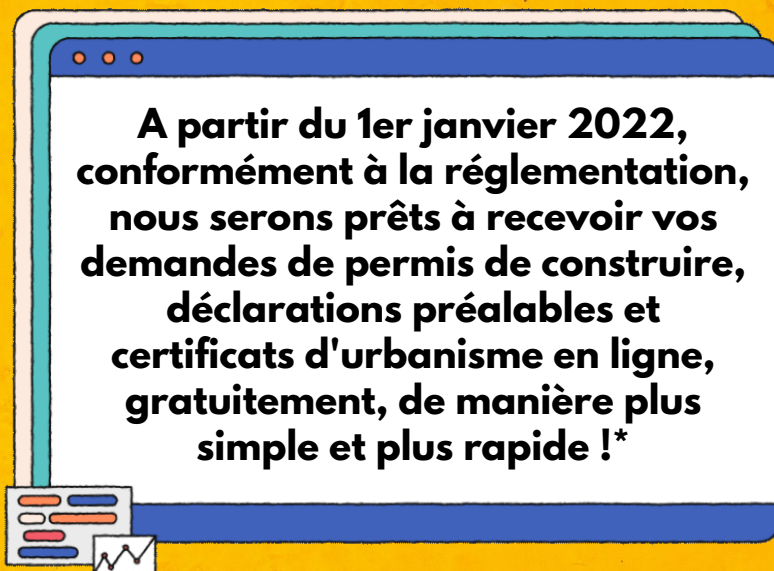 A partir du 1er janvier 2022,
conformément à la réglementation,
nous serons prêts à recevoir vos
demandes de permis de construire,
déclarations préalables et
certificats d'urbanisme en ligne,
gratuitement, de manière plus
simple et plus rapide !*